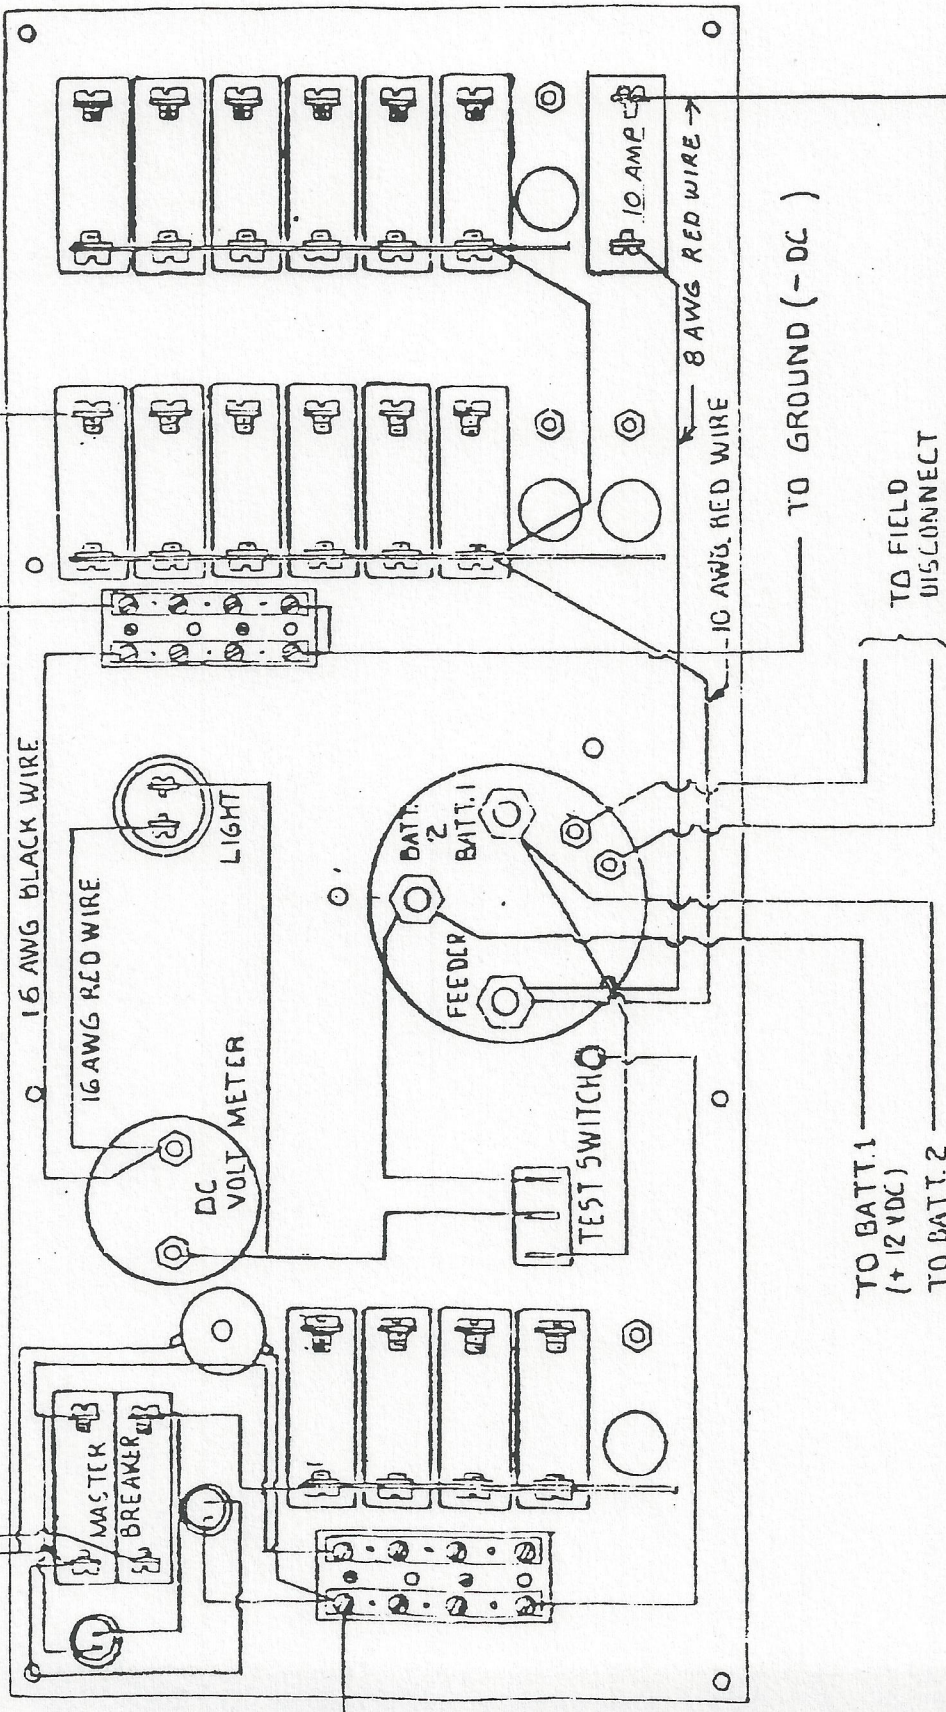 10 AMP
8 AWG RED WIRE
10 AWG RED WIRE
TO GROUND (- DC )
TO FIELD
DISCONNECT
16 AWG BLACK WIRE
16 AWG RED WIRE
LIGHT
BATT.
2
BATT. 1
FEEDER
DC
VOLT METER
TEST SWITCH
TO BATT. 1
(+ 12 VDC)
TO BATT. 2
MASTER
BREAKER